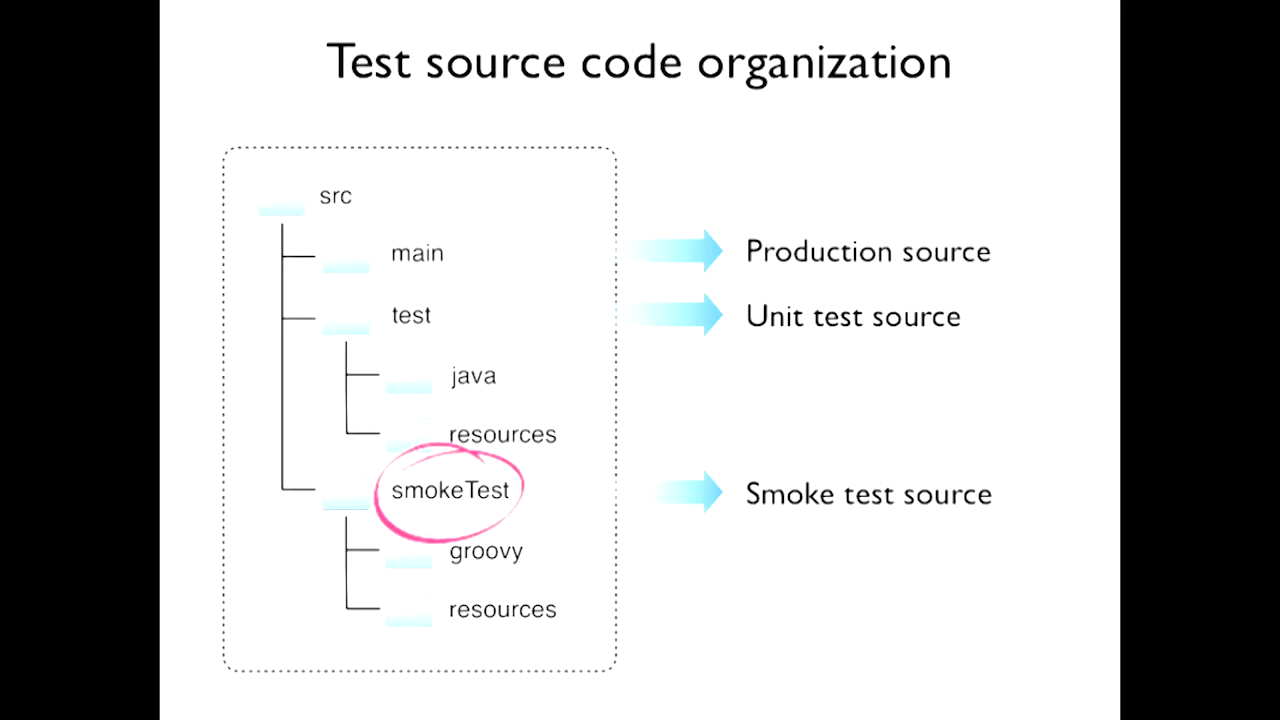 Test source code organization
src
main
Production source
test
Unit test source
java
resources
smokeTest
Smoke test source
groovy
resources